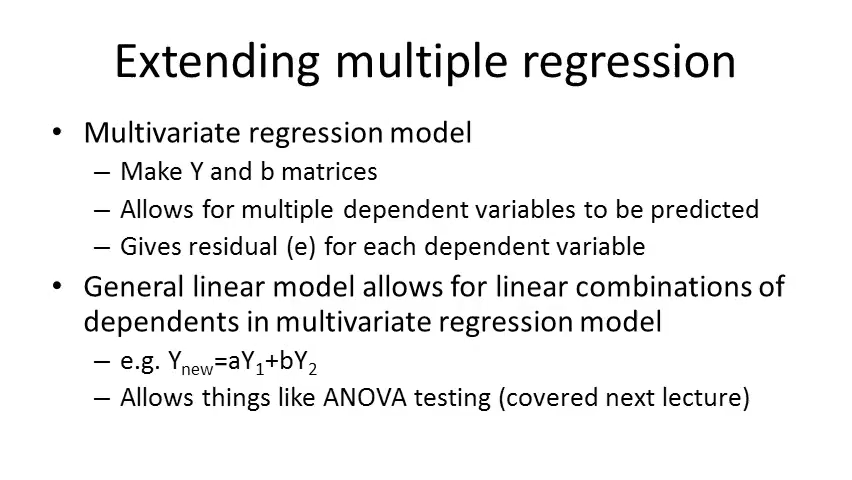 Extending multiple regression
• Multivariate regression model
– Make Y and b matrices
– Allows for multiple dependent variables to be predicted
– Gives residual (e) for each dependent variable
• General linear model allows for linear combinations of
dependents in multivariate regression model
– e.g. Ynew=aY1+bY2
– Allows things like ANOVA testing (covered next lecture)